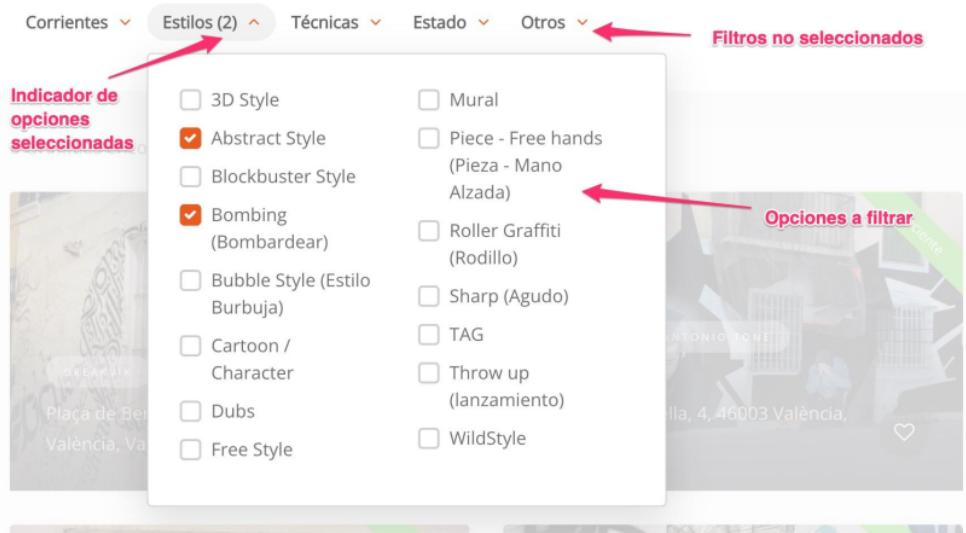 Corrientes Estilos (2) Técnicas Estado Otros
Filtros no seleccionados
Indicador de
opciones
seleccionadas
3D Style
Abstract Style
Blockbuster Style
Bombing
(Bombardear)
Bubble Style (Estilo
Burbuja)
Cartoon /
Character
Dubs
Free Style
Mural
Piece - Free hands
(Pieza - Mano
Alzada)
Roller Graffiti
(Rodillo)
Sharp (Agudo)
TAG
Throw up
(lanzamiento)
WildStyle
Opciones a filtrar
ANTONIO TONE
Plaça de
València,
4, 46003 València,